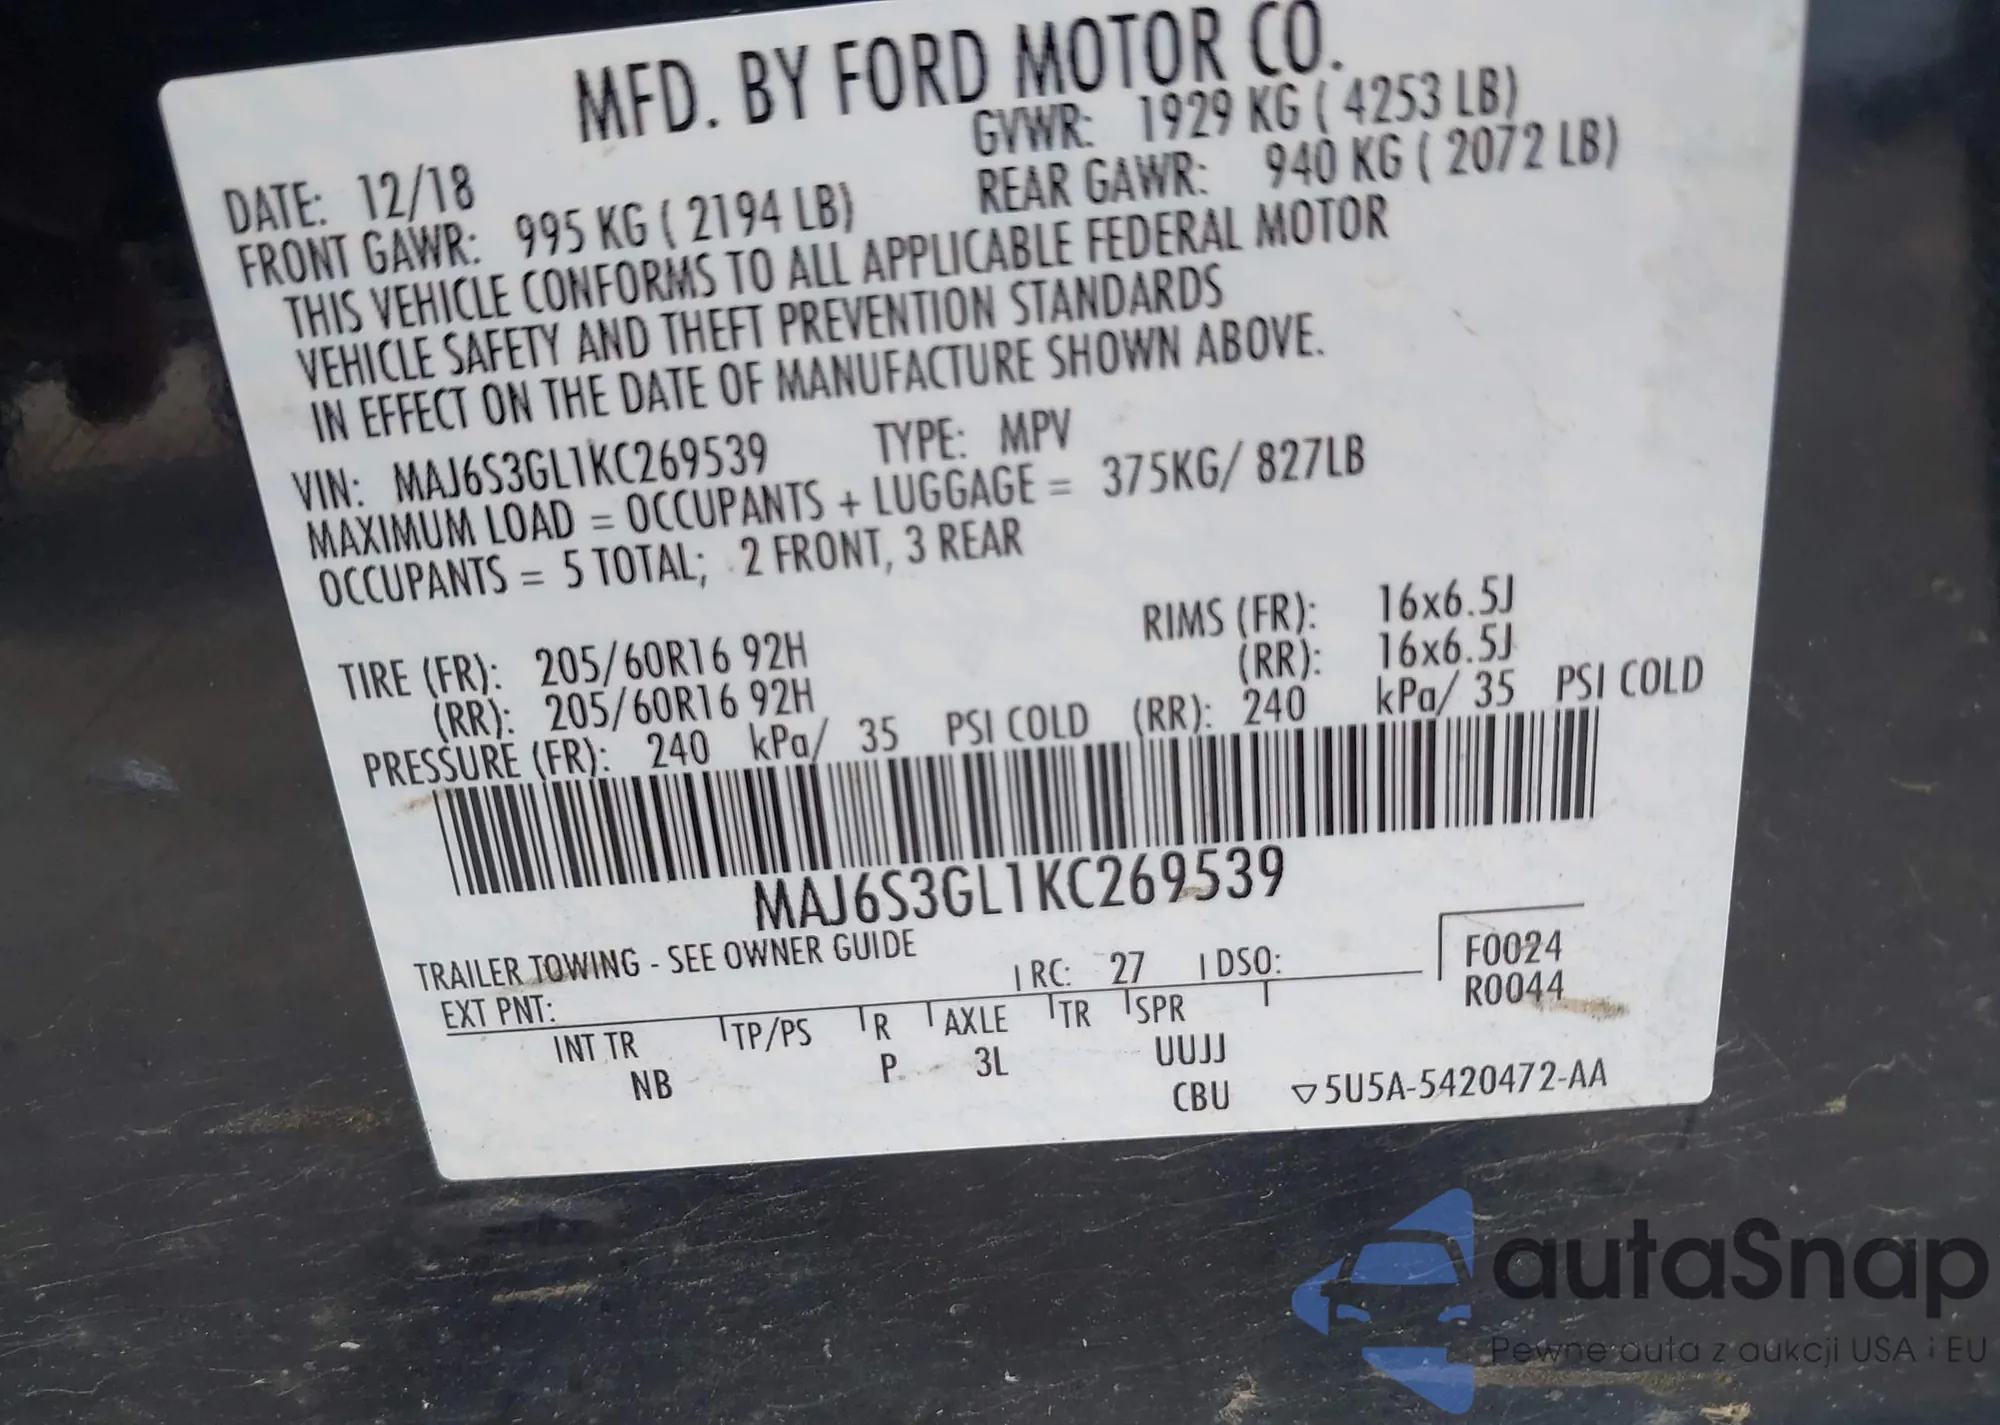 MFD. BY FORD MOTOR CO.
DATE: 12/18 GVWR: 1929 KG ( 4253 LB)
FRONT GAWR: 995 KG ( 2194 LB) REAR GAWR: 940 KG ( 2072 LB)
THIS VEHICLE CONFORMS TO ALL APPLICABLE FEDERAL MOTOR
VEHICLE SAFETY AND THEFT PREVENTION STANDARDS
IN EFFECT ON THE DATE OF MANUFACTURE SHOWN ABOVE.
VIN: MAJ6S3GL1KC269539 TYPE: MPV
MAXIMUM LOAD = OCCUPANTS + LUGGAGE = 375KG/ 827LB
OCCUPANTS = 5 TOTAL; 2 FRONT, 3 REAR
TIRE (FR): 205/60R16 92H RIMS (FR): 16x6.5J
(RR): 205/60R16 92H (RR): 16x6.5J
PRESSURE (FR): 240 kPa/ 35 PSI COLD (RR): 240 kPa/ 35 PSI COLD
MAJ6S3GL1KC269539
TRAILER TOWING - SEE OWNER GUIDE
EXT PNT: RC: 27 DSO: F0024
R0044
INT TR TP/PS R AXLE TR SPR
NB P 3L UUJJ
CBU ▽5U5A-5420472-AA
autaSnap
Pewne auta z aukcji USA i EU